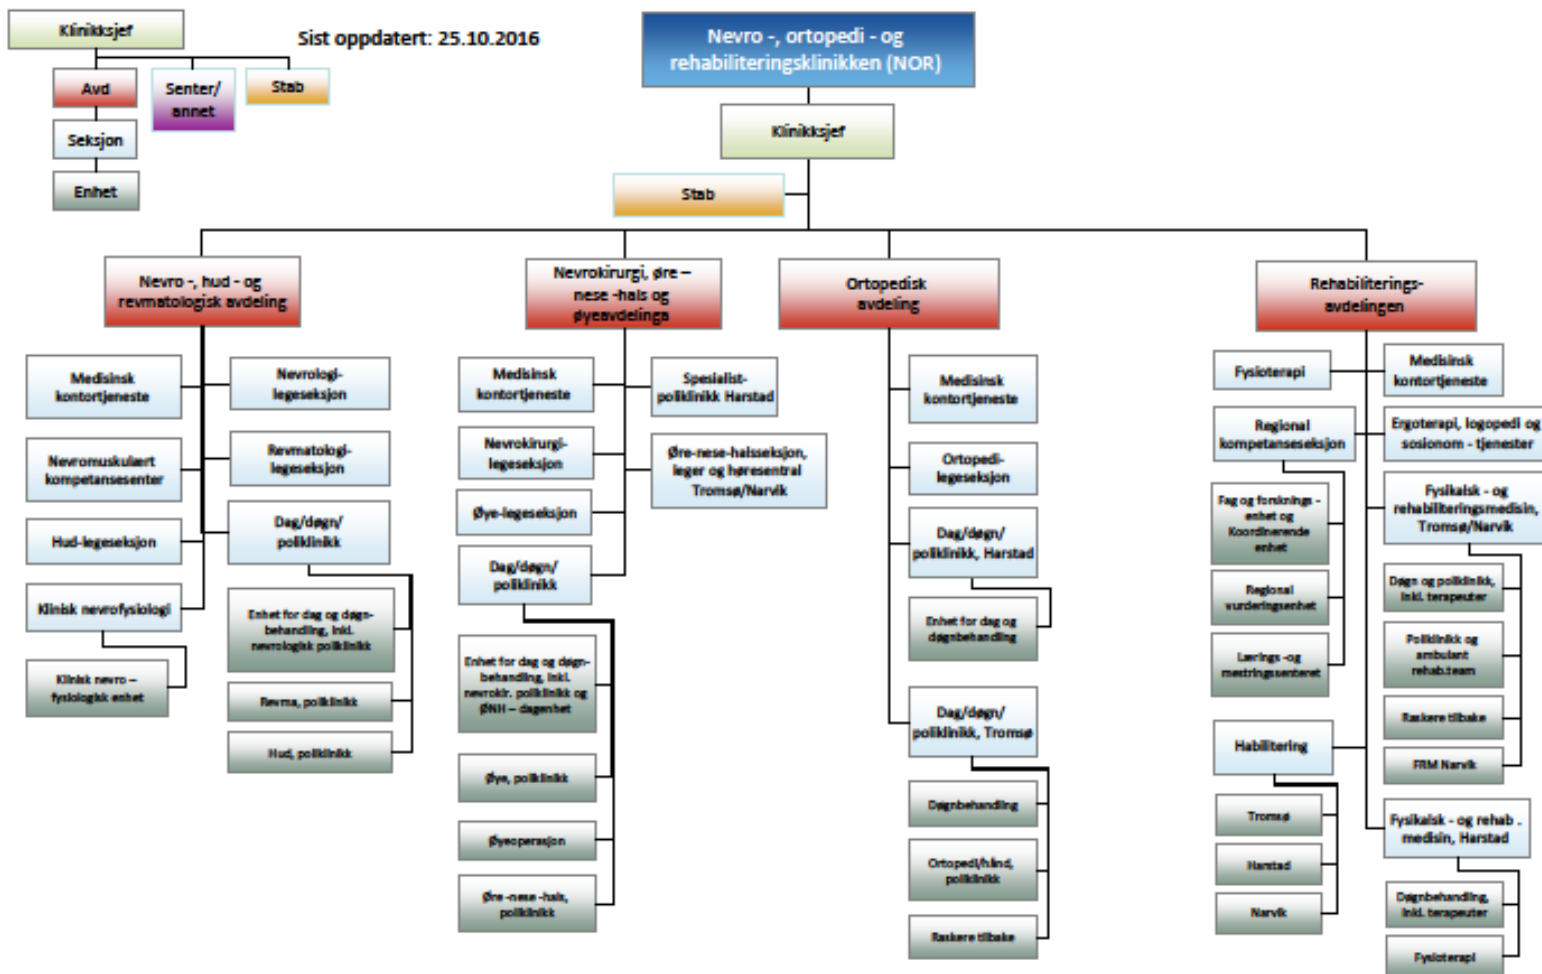 Klinikksjef
Sist oppdatert: 25.10.2016
Avd
Senter/
annet
Stab
Seksjon
Enhet
Nevro -, ortopedi - og
rehabiliteringsklinikken (NOR)
Klinikksjef
Stab
Nevro -, hud - og
revmatologisk avdeling
Medisinsk
kontortjeneste
Nevrologi-
legeseksjon
Nevromuskulært
kompetansesenter
Revmatologi-
legeseksjon
Hud-legeseksjon
Dag/døgn/
poliklinikk
Klinisk nevrofysiologi
Klinisk nevro –
fysiologisk enhet
Enhet for dag og døgn-
behandling, inkl.
nevrologisk poliklinikk
Revma, poliklinikk
Hud, poliklinikk
Nevrokirurgi, øre –
nese -hals og
øyeavdelinga
Medisinsk
kontortjeneste
Spesialist-
poliklinikk Harstad
Nevrokirurgi-
legeseksjon
Øre-nese-halsseksjon,
leger og høresentral
Tromsø/Narvik
Øye-legeseksjon
Dag/døgn/
poliklinikk
Enhet for dag og døgn-
behandling, inkl.
nevrokir. poliklinikk og
ØNH – dagenhet
Øye, poliklinikk
Øyeoperasjon
Øre -nese -hals,
poliklinikk
Ortopedisk
avdeling
Medisinsk
kontortjeneste
Ortopedi-
legeseksjon
Dag/døgn/
poliklinikk, Harstad
Enhet for dag og
døgnbehandling
Dag/døgn/
poliklinikk, Tromsø
Døgnbehandling
Ortopedi/hånd,
poliklinikk
Raskere tilbake
Rehabiliterings-
avdelingen
Fysioterapi
Medisinsk
kontortjeneste
Regional
kompetanseseksjon
Ergoterapi, logopedi og
sosionom - tjenester
Fag og forsknings -
enhet og
Koordinerende
enhet
Regional
vurderingsenhet
Lærings -og
mestringssenteret
Fysikalsk - og
rehabiliteringsmedisin,
Tromsø/Narvik
Døgn og poliklinikk,
inkl. terapeuter
Poliklinikk og
ambulant
rehab.team
Raskere tilbake
FRM Narvik
Habilitering
Tromsø
Harstad
Narvik
Fysikalsk - og rehab .
medisin, Harstad
Døgnbehandling,
inkl. terapeuter
Fysioterapi